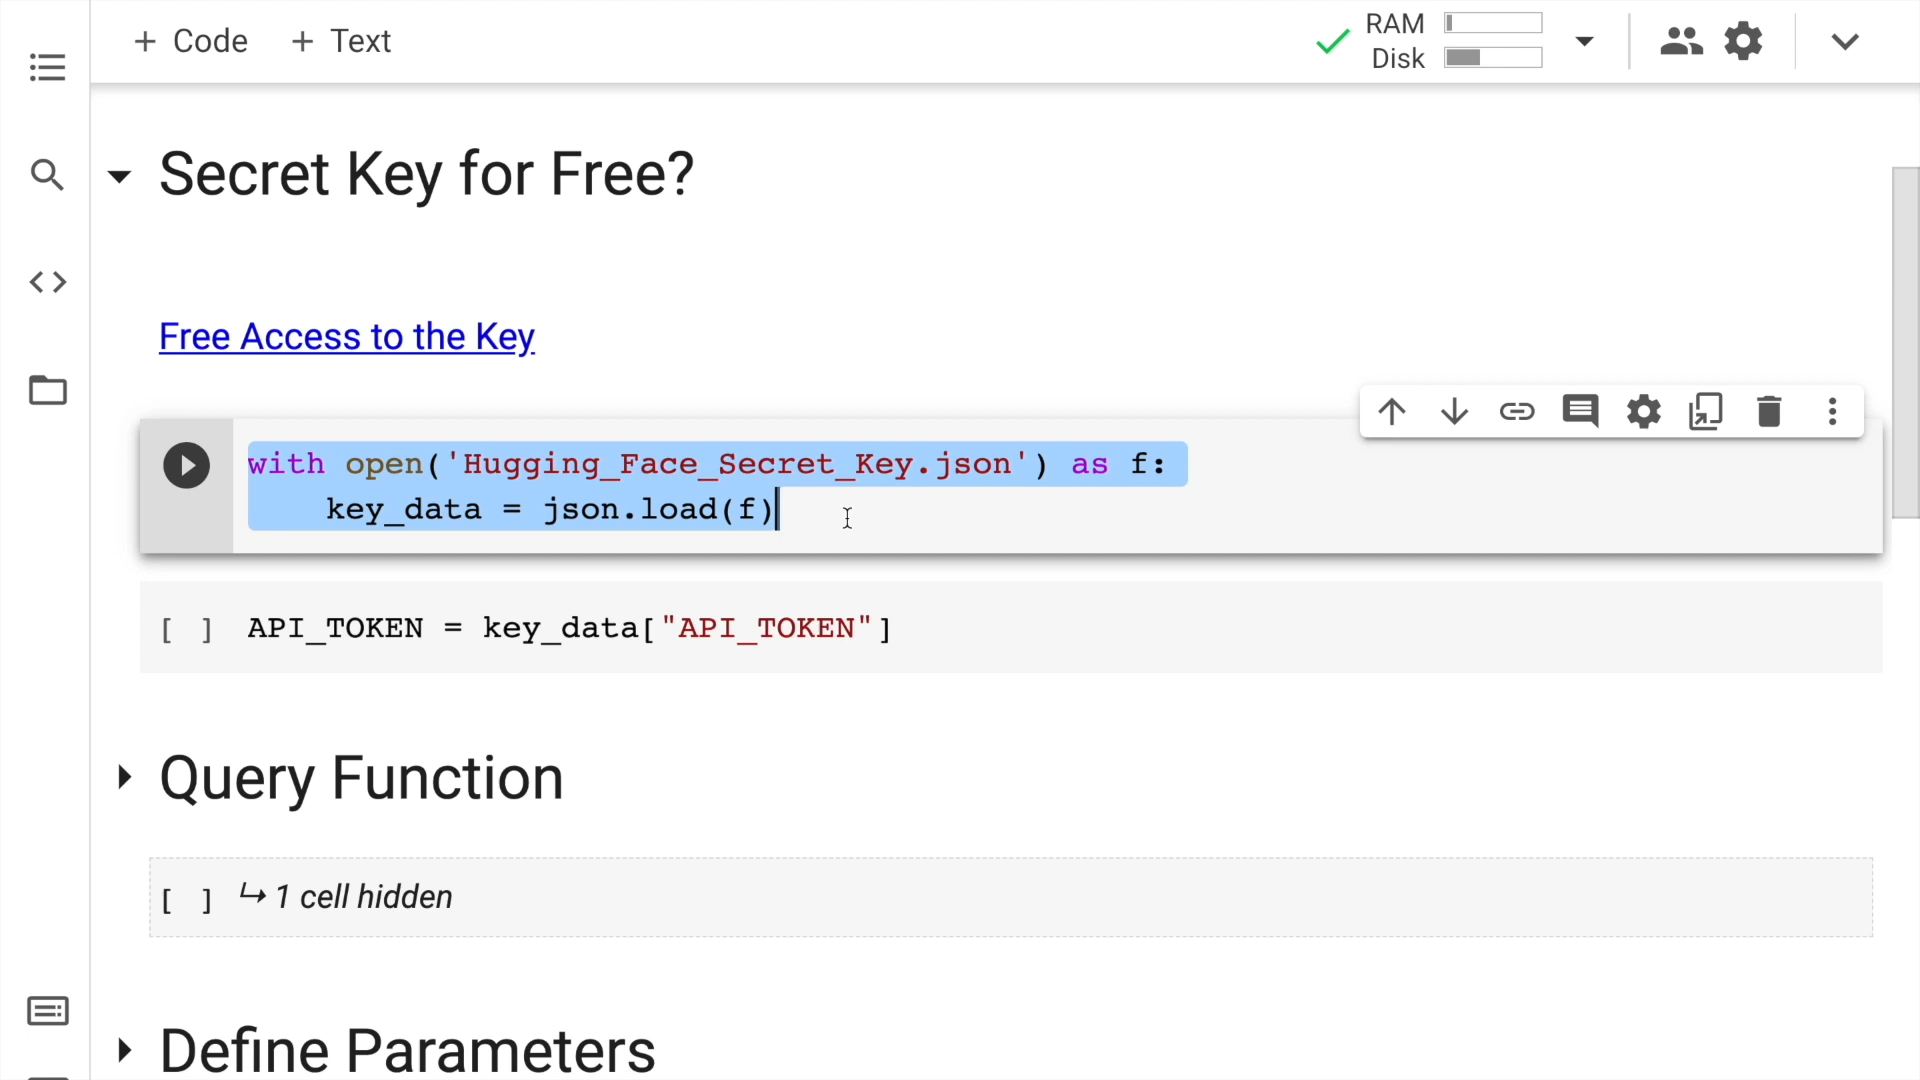 + Code + Text
RAM
Disk
Secret Key for Free?
Free Access to the Key
with open('Hugging_Face_Secret_Key.json') as f:
    key_data = json.load(f)
[ ] API_TOKEN = key_data["API_TOKEN"]
Query Function
[ ] ↳ 1 cell hidden
Define Parameters